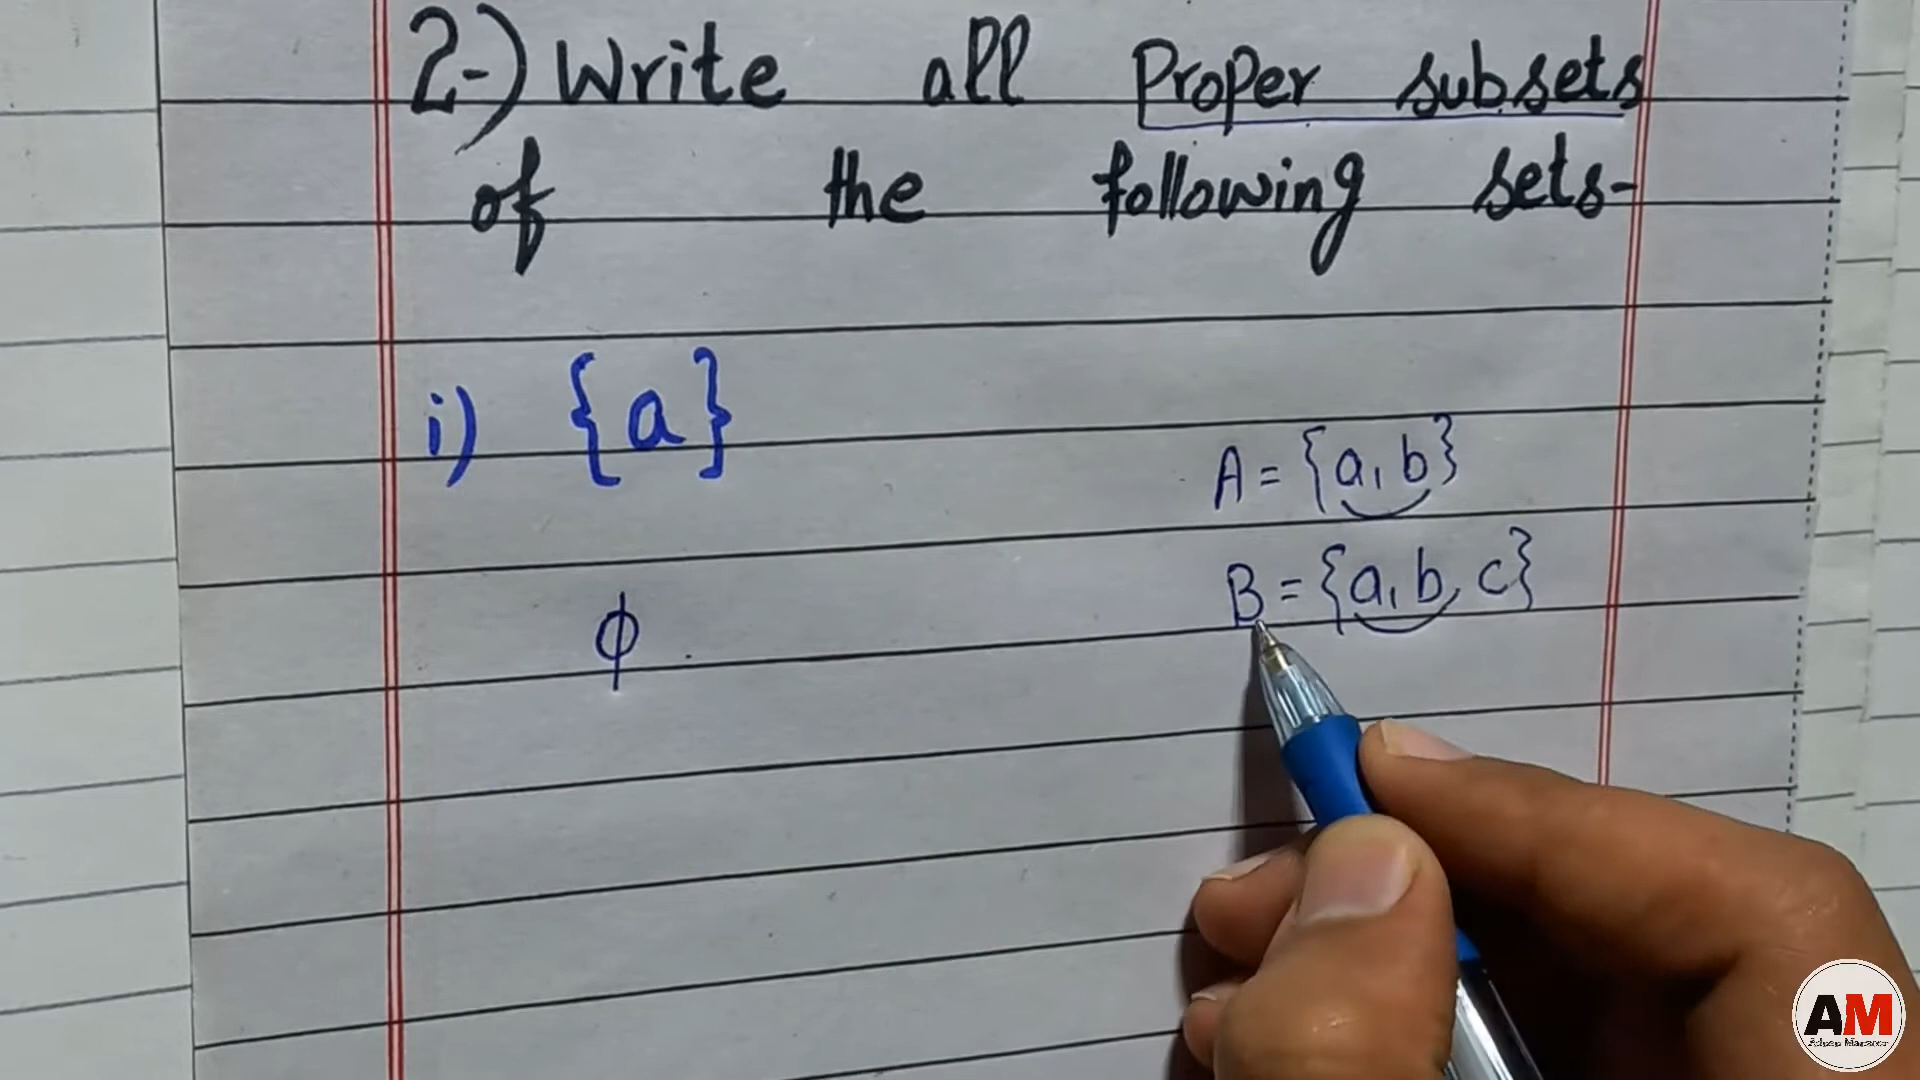 2-) Write all Proper subsets
of the following sets-
i) {a}
A = {a, b}
B = {a, b, c}
ϕ
AM